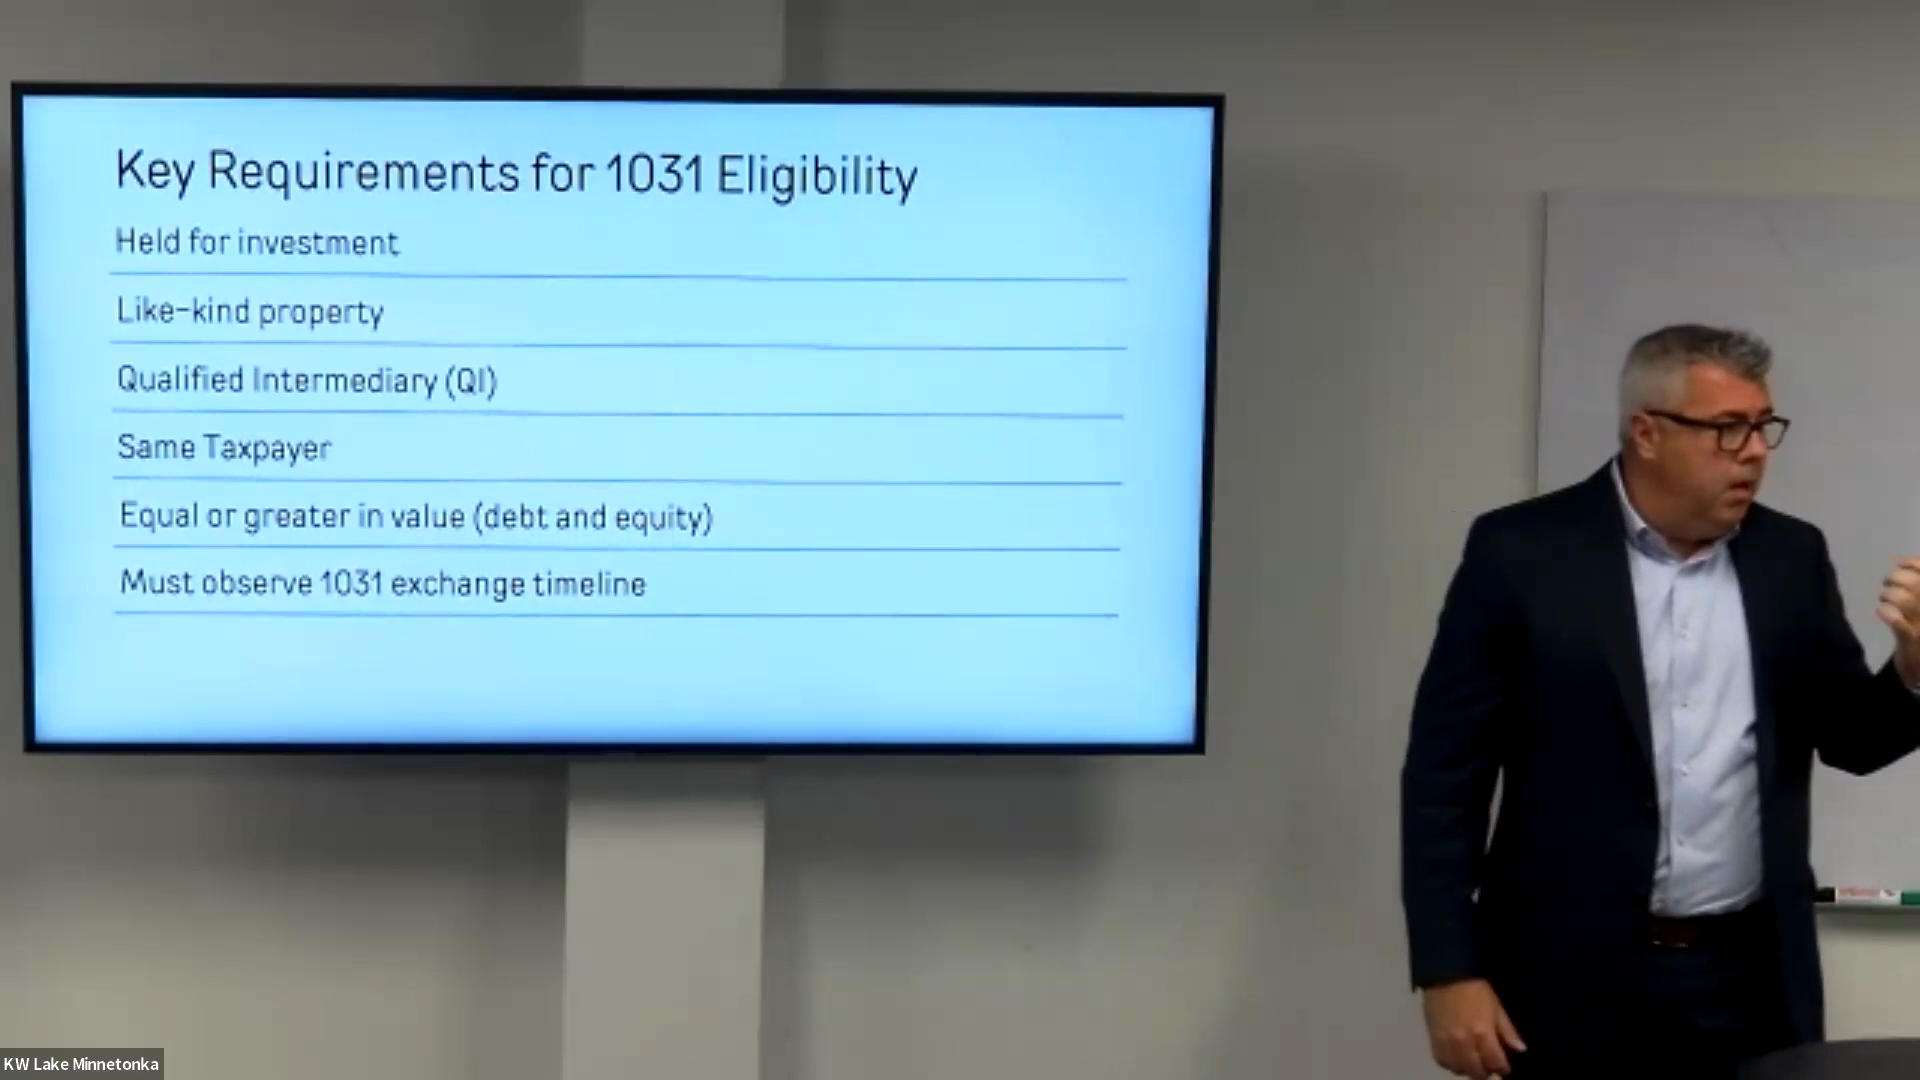 Key Requirements for 1031 Eligibility
Held for investment
Like-kind property
Qualified Intermediary (QI)
Same Taxpayer
Equal or greater in value (debt and equity)
Must observe 1031 exchange timeline
KW Lake Minnetonka